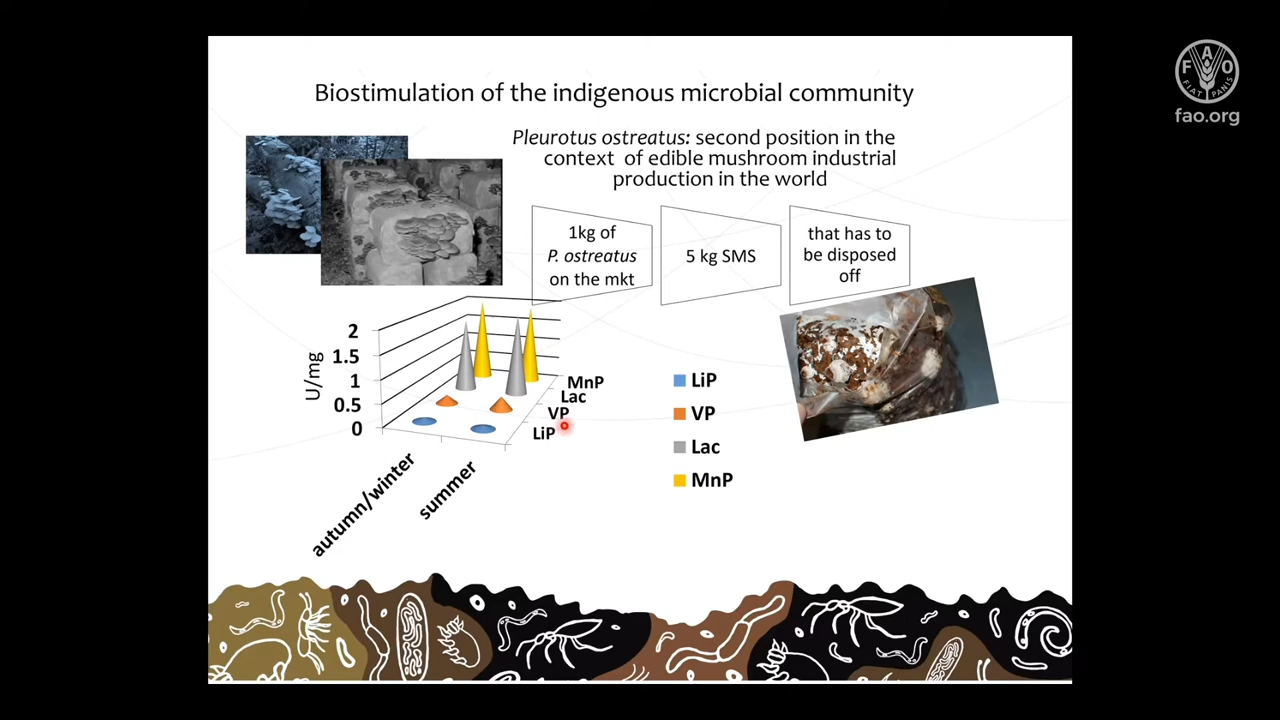 Biostimulation of the indigenous microbial community
Pleurotus ostreatus: second position in the
context of edible mushroom industrial
production in the world
1kg of
P. ostreatus
on the mkt
5 kg SMS
that has to
be disposed
off
U/mg
2
1.5
1
0.5
0
MnP
Lac
VP
LiP
autumn/winter
summer
LiP
VP
Lac
MnP
F A O
FIAT PANIS
fao.org